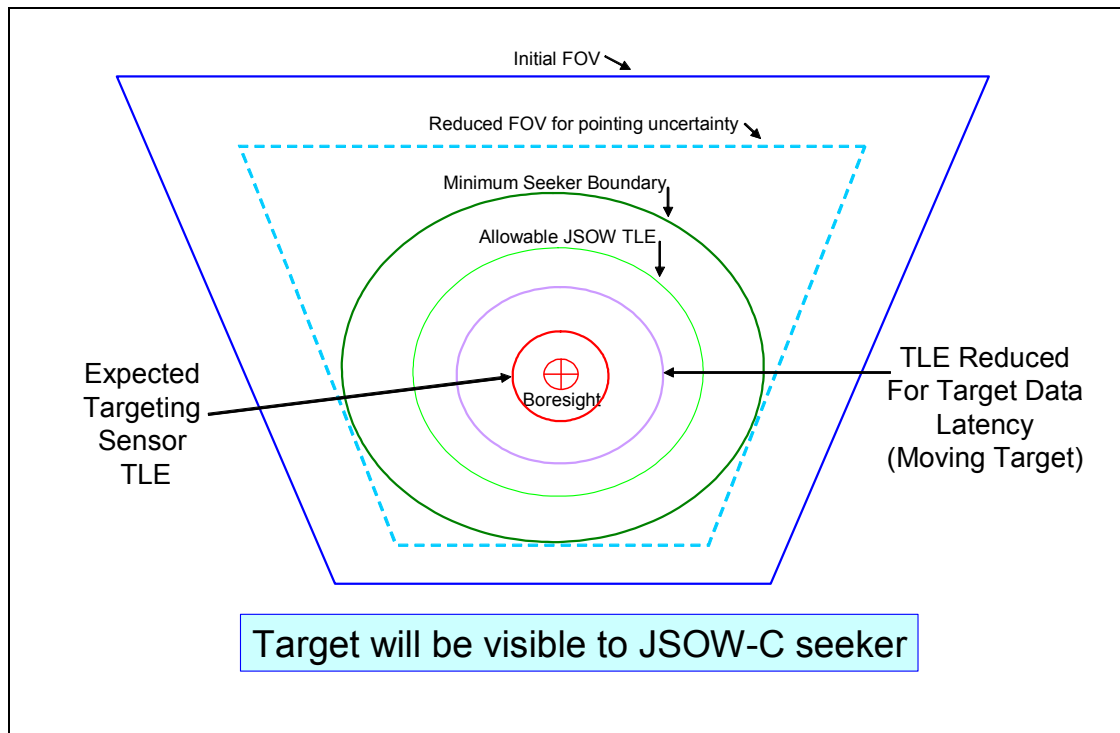 Initial FOV
Reduced FOV for pointing uncertainty
Minimum Seeker Boundary
Allowable JSOW TLE
Expected
Targeting
Sensor
TLE
Boresight
TLE Reduced
For Target Data
Latency
(Moving Target)
Target will be visible to JSOW-C seeker